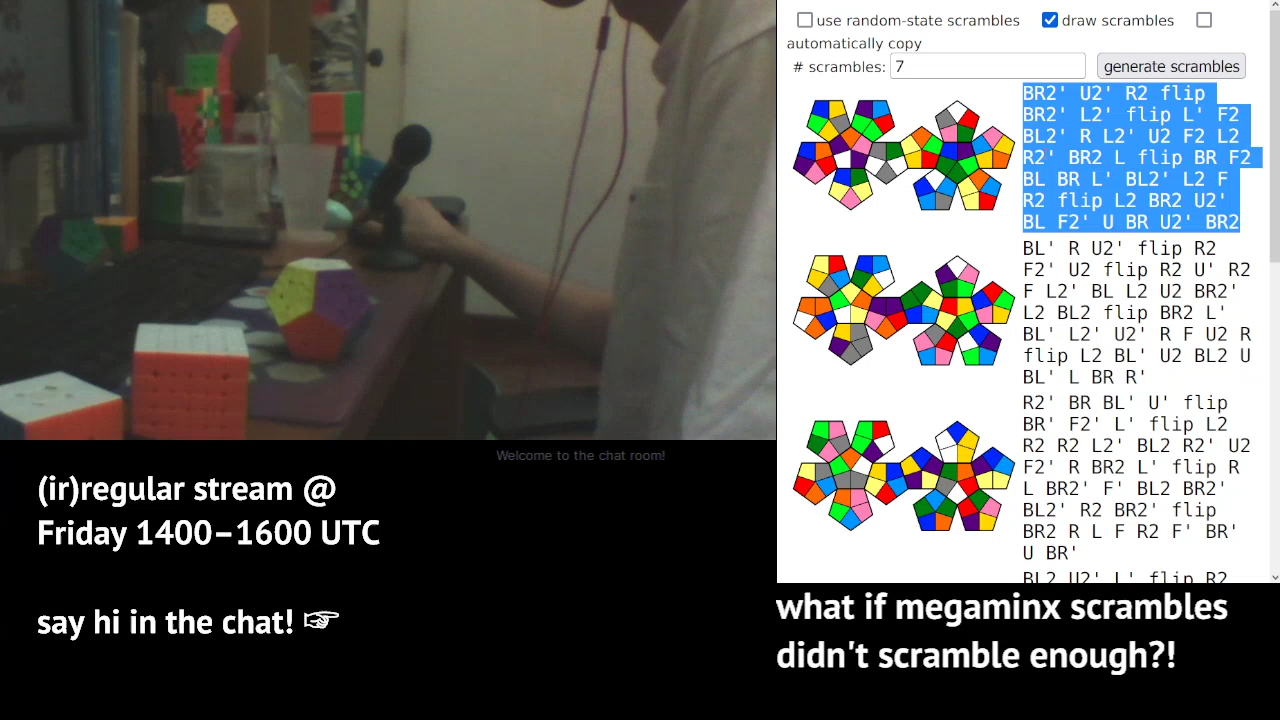 use random-state scrambles draw scrambles
automatically copy
# scrambles: 7 generate scrambles
BR2' U2' R2 flip
BR2' L2' flip L' F2
BL2' R L2' U2 F2 L2
R2' BR2 L flip BR F2
BL BR L' BL2' L2 F
R2 flip L2 BR2 U2'
BL F2' U BR U2' BR2
BL' R U2' flip R2
F2' U2 flip R2 U' R2
F L2' BL L2 U2 BR2'
L2 BL2 flip BR2 L'
BL' L2' U2' R F U2 R
flip L2 BL' U2 BL2 U
BL' L BR R'
R2' BR BL' U' flip
BR' F2' L' flip L2
R2 R2 L2' BL2 R2' U2
F2' R BR2 L' flip R
L BR2' F' BL2 BR2'
BL2' R2 BR2' flip
BR2 R L F R2 F' BR'
U BR'
BL2 U2' L' flip R2
Welcome to the chat room!
(ir)regular stream @
Friday 1400–1600 UTC
say hi in the chat! ☞
what if megaminx scrambles
didn't scramble enough?!